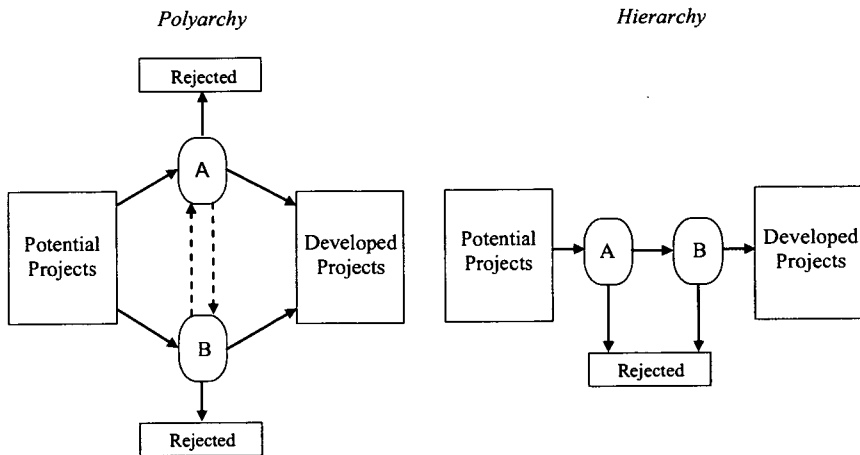 Polyarchy
Rejected
A
Potential
Projects
Developed
Projects
B
Rejected
Hierarchy
Potential
Projects
A
B
Developed
Projects
Rejected